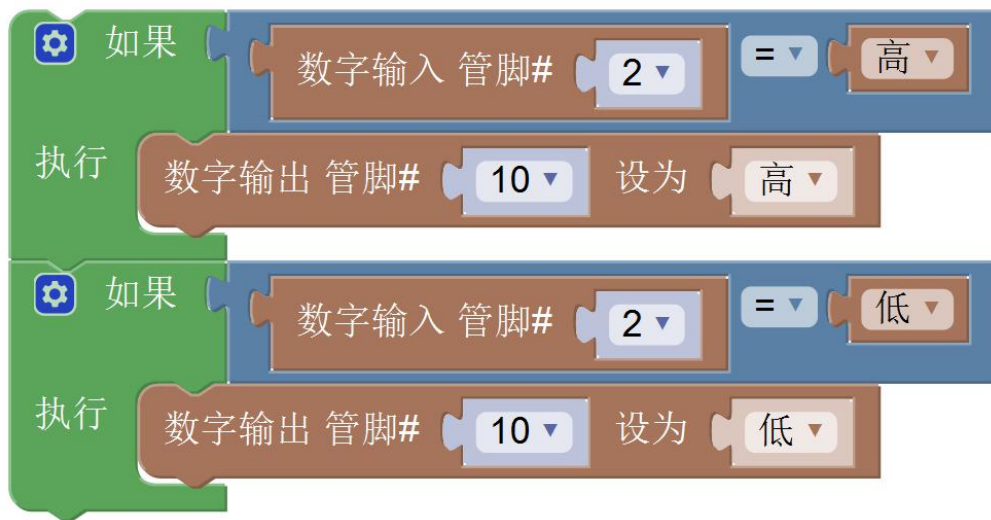 如果 数字输入 管脚# 2 = 高
执行 数字输出 管脚# 10 设为 高
如果 数字输入 管脚# 2 = 低
执行 数字输出 管脚# 10 设为 低